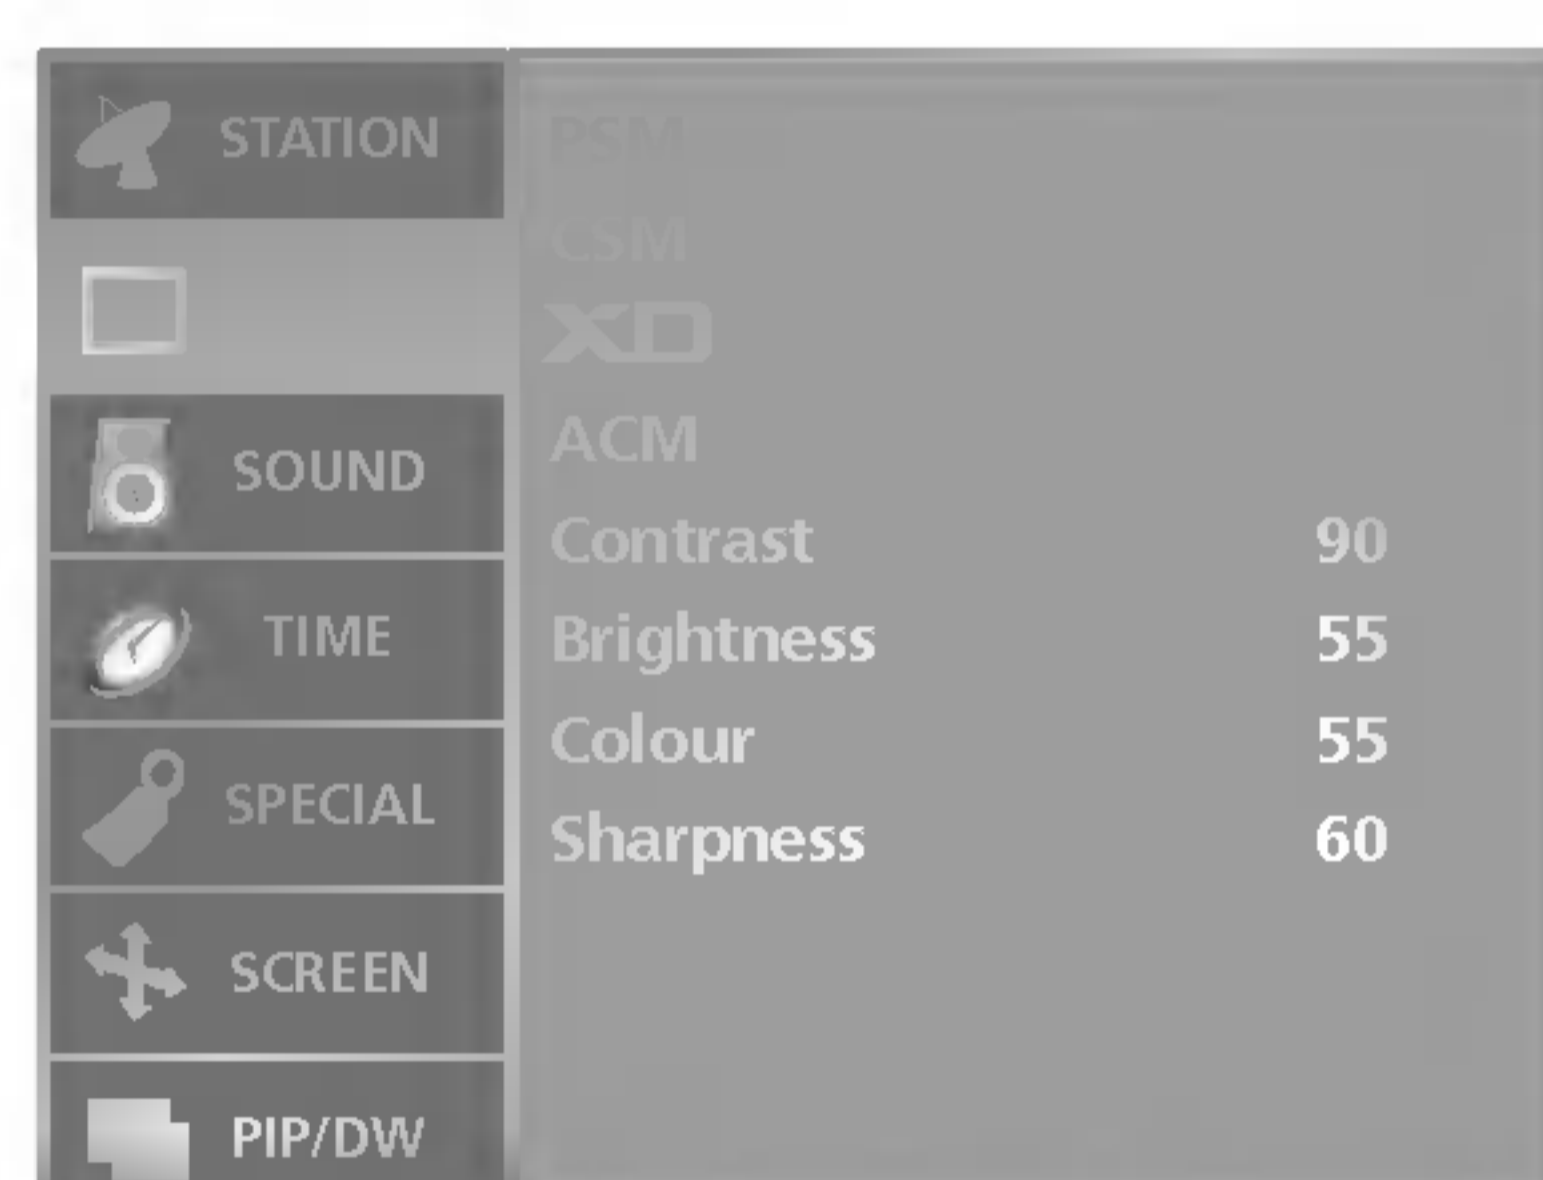 STATION
SOUND
TIME
SPECIAL
SCREEN
PIP/DW
PSM
CSM
XD
ACM
Contrast 90
Brightness 55
Colour 55
Sharpness 60